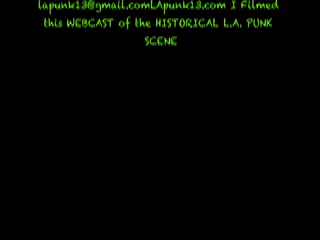 lapunk13@gmail.comLApunk13.com I Filmed
this WEBCAST of the HISTORICAL L.A. PUNK
SCENE